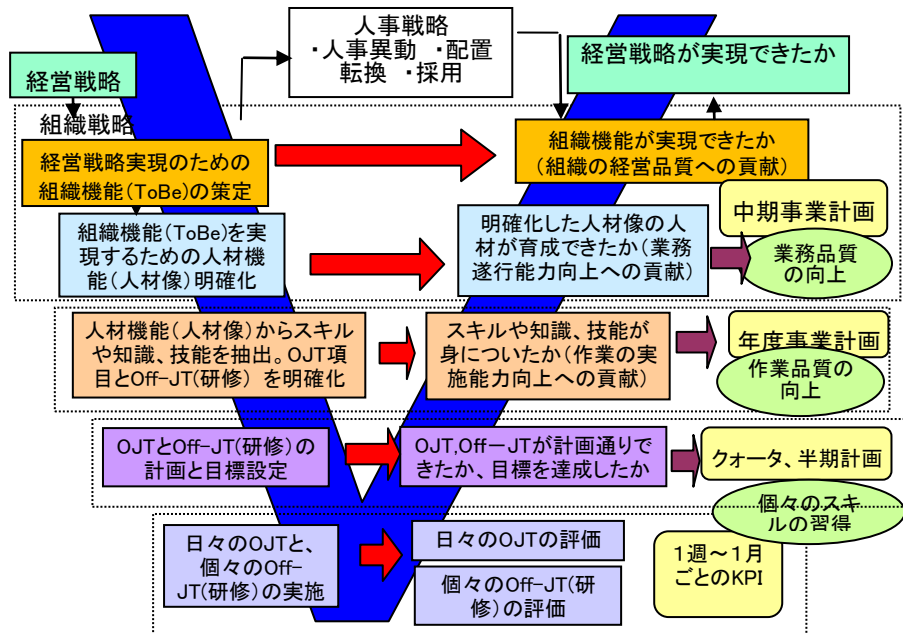 人事戦略
・人事異動　・配置
転換　・採用
経営戦略が実現できたか
経営戦略
組織戦略
経営戦略実現のための
組織機能(ToBe)の策定
組織機能が実現できたか
(組織の経営品質への貢献)
組織機能(ToBe)を実
現するための人材機
能(人材像)明確化
明確化した人材像の人
材が育成できたか(業務
遂行能力向上への貢献)
中期事業計画
業務品質
の向上
人材機能(人材像)からスキル
や知識、技能を抽出。OJT項
目とOff-JT(研修) を明確化
スキルや知識、技能が
身についたか(作業の実
施能力向上への貢献)
年度事業計画
作業品質の
向上
OJTとOff-JT(研修)の
計画と目標設定
OJT,Off－JTが計画通りで
きたか、目標を達成したか
クォータ、半期計画
個々のスキ
ルの習得
日々のOJTと、
個々のOff-
JT(研修)の実施
日々のOJTの評価
個々のOff-JT(研
修)の評価
１週～１月
ごとのKPI